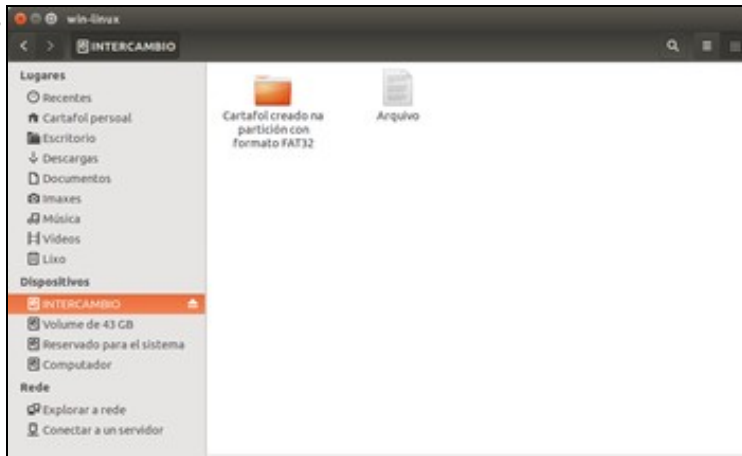 win-linux
INTERCAMBIO
Lugares
Recentes
Cartafol persoal
Escritorio
Descargas
Documentos
Imaxes
Música
Vídeos
Lixo
Dispositivos
INTERCAMBIO
Volume de 43 GB
Reservado para el sistema
Computador
Rede
Explorar a rede
Conectar a un servidor
Cartafol creado na
partición con
formato FAT32
Arquivo